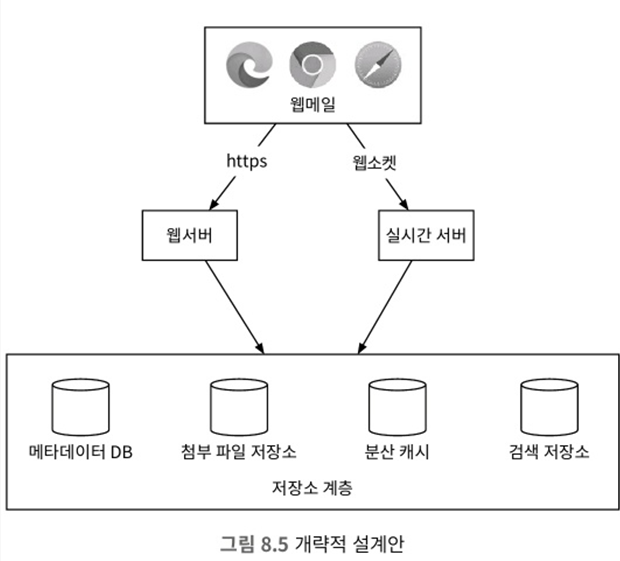 웹메일
https
웹소켓
웹서버
실시간 서버
메타데이터 DB
첨부 파일 저장소
분산 캐시
검색 저장소
저장소 계층
그림 8.5 개략적 설계안